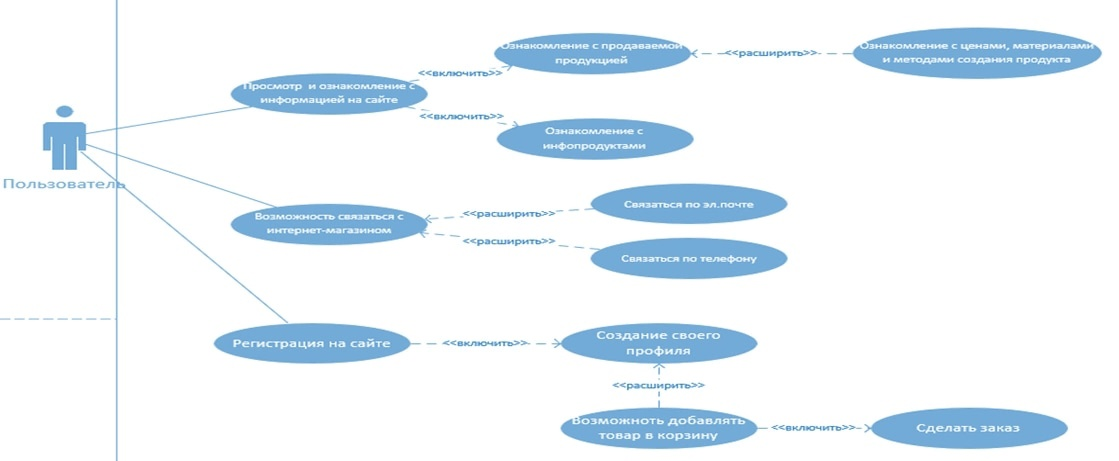 Ознакомление с продаваемой
продукцией
<<расширить>>
Ознакомление с ценами, материалами
и методами создания продукта
<<включить>>
Просмотр и ознакомление с
информацией на сайте
<<включить>>
Ознакомление с
инфопродуктами
Пользователь
Возможность связаться с
интернет-магазином
<<расширить>>
Связаться по эл.почте
<<расширить>>
Связаться по телефону
Регистрация на сайте
<<включить>>
Создание своего
профиля
<<расширить>>
Возможноть добавлять
товар в корзину
<<включить>>
Сделать заказ